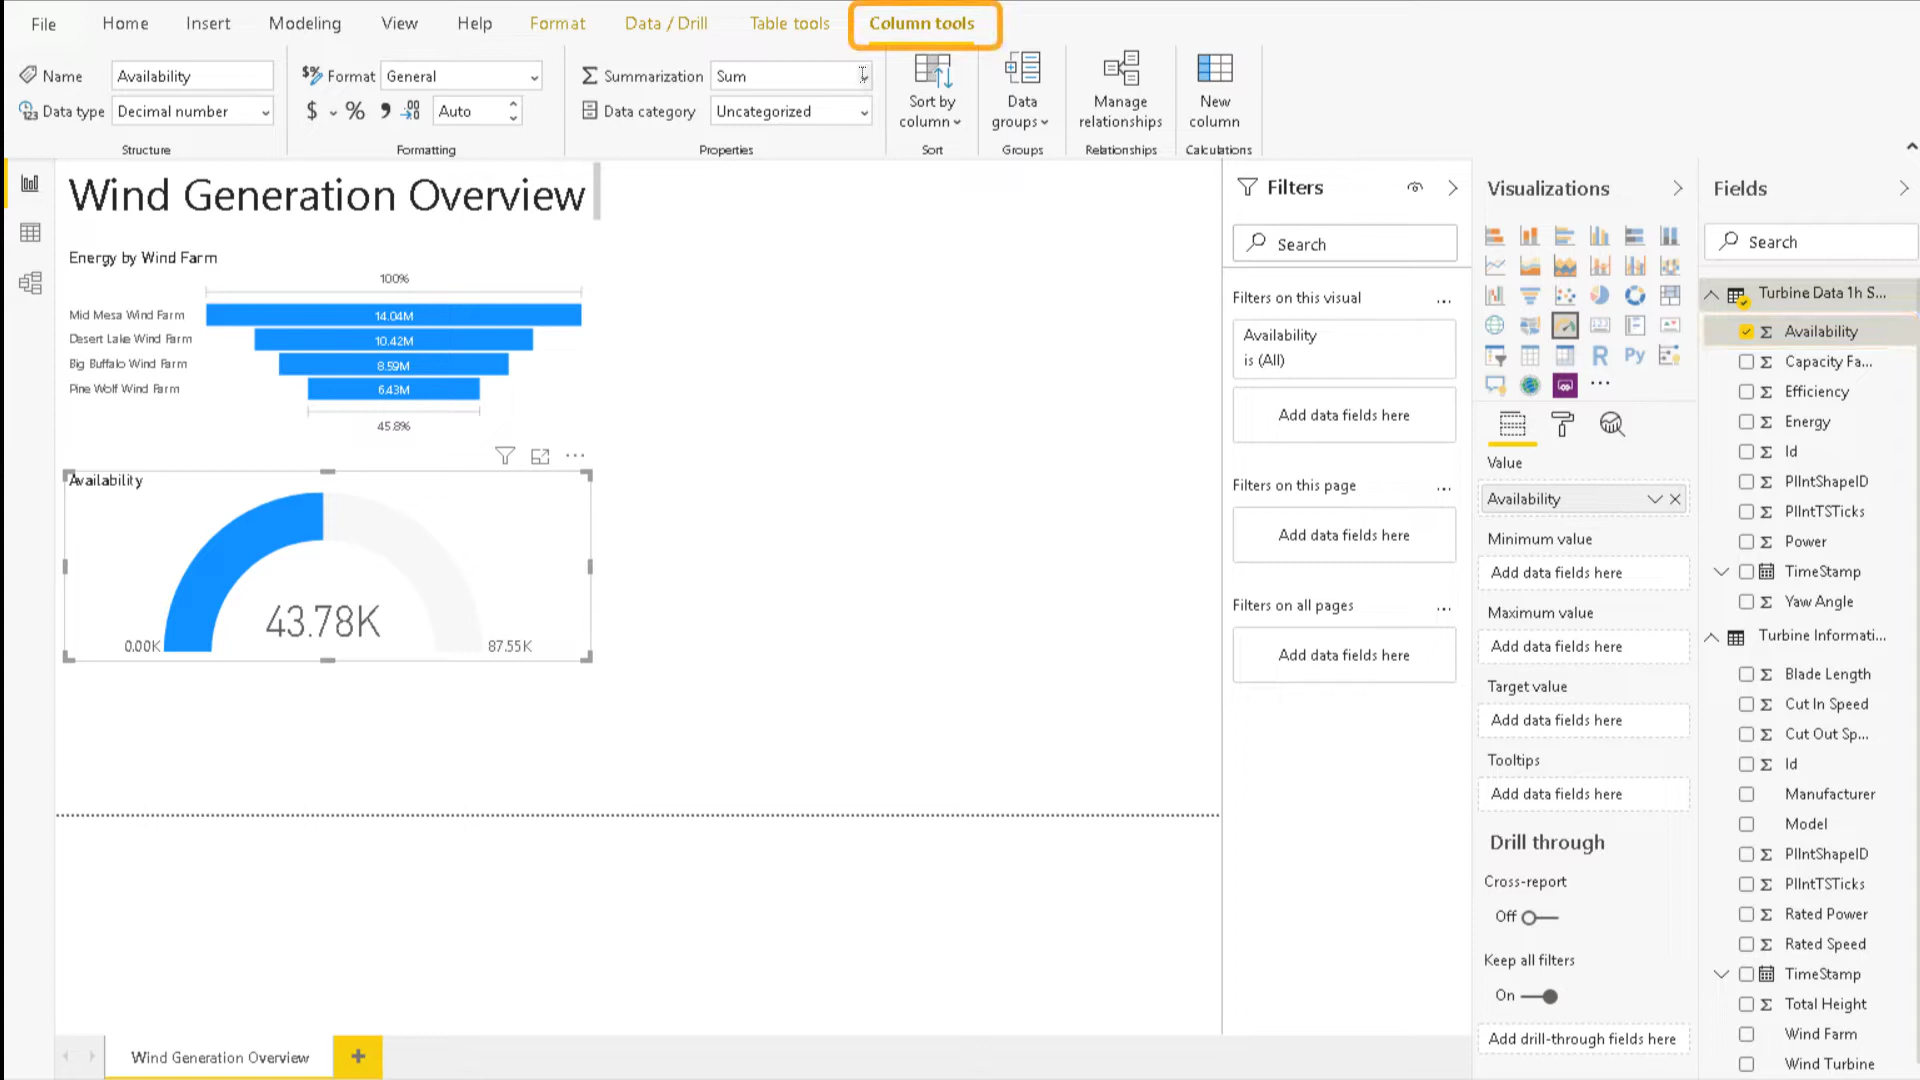 File Home Insert Modeling View Help Format Data / Drill Table tools Column tools
Name Availability
Data type Decimal number
Structure
Format General
$ % , .00 Auto
Formatting
Summarization Sum
Data category Uncategorized
Properties
Sort by
column
Sort
Data
groups
Groups
Manage
relationships
Relationships
New
column
Calculations
Wind Generation Overview
Energy by Wind Farm
100%
Mid Mesa Wind Farm 14.04M
Desert Lake Wind Farm 10.42M
Big Buffalo Wind Farm 8.59M
Pine Wolf Wind Farm 6.43M
45.8%
Availability
43.78K
0.00K 87.55K
Wind Generation Overview +
Filters
Search
Filters on this visual ...
Availability
is (All)
Add data fields here
Filters on this page ...
Add data fields here
Filters on all pages ...
Add data fields here
Visualizations
R Py
...
Value
Availability
Minimum value
Add data fields here
Maximum value
Add data fields here
Target value
Add data fields here
Tooltips
Add data fields here
Drill through
Cross-report
Off
Keep all filters
On
Add drill-through fields here
Fields
Search
Turbine Data 1h S...
Σ Availability
Σ Capacity Fa...
Σ Efficiency
Σ Energy
Σ Id
Σ PIIntShapeID
Σ PIIntTSTicks
Σ Power
TimeStamp
Σ Yaw Angle
Turbine Informati...
Σ Blade Length
Σ Cut In Speed
Σ Cut Out Sp...
Σ Id
Manufacturer
Model
Σ PIIntShapeID
Σ PIIntTSTicks
Σ Rated Power
Σ Rated Speed
TimeStamp
Σ Total Height
Wind Farm
Wind Turbine